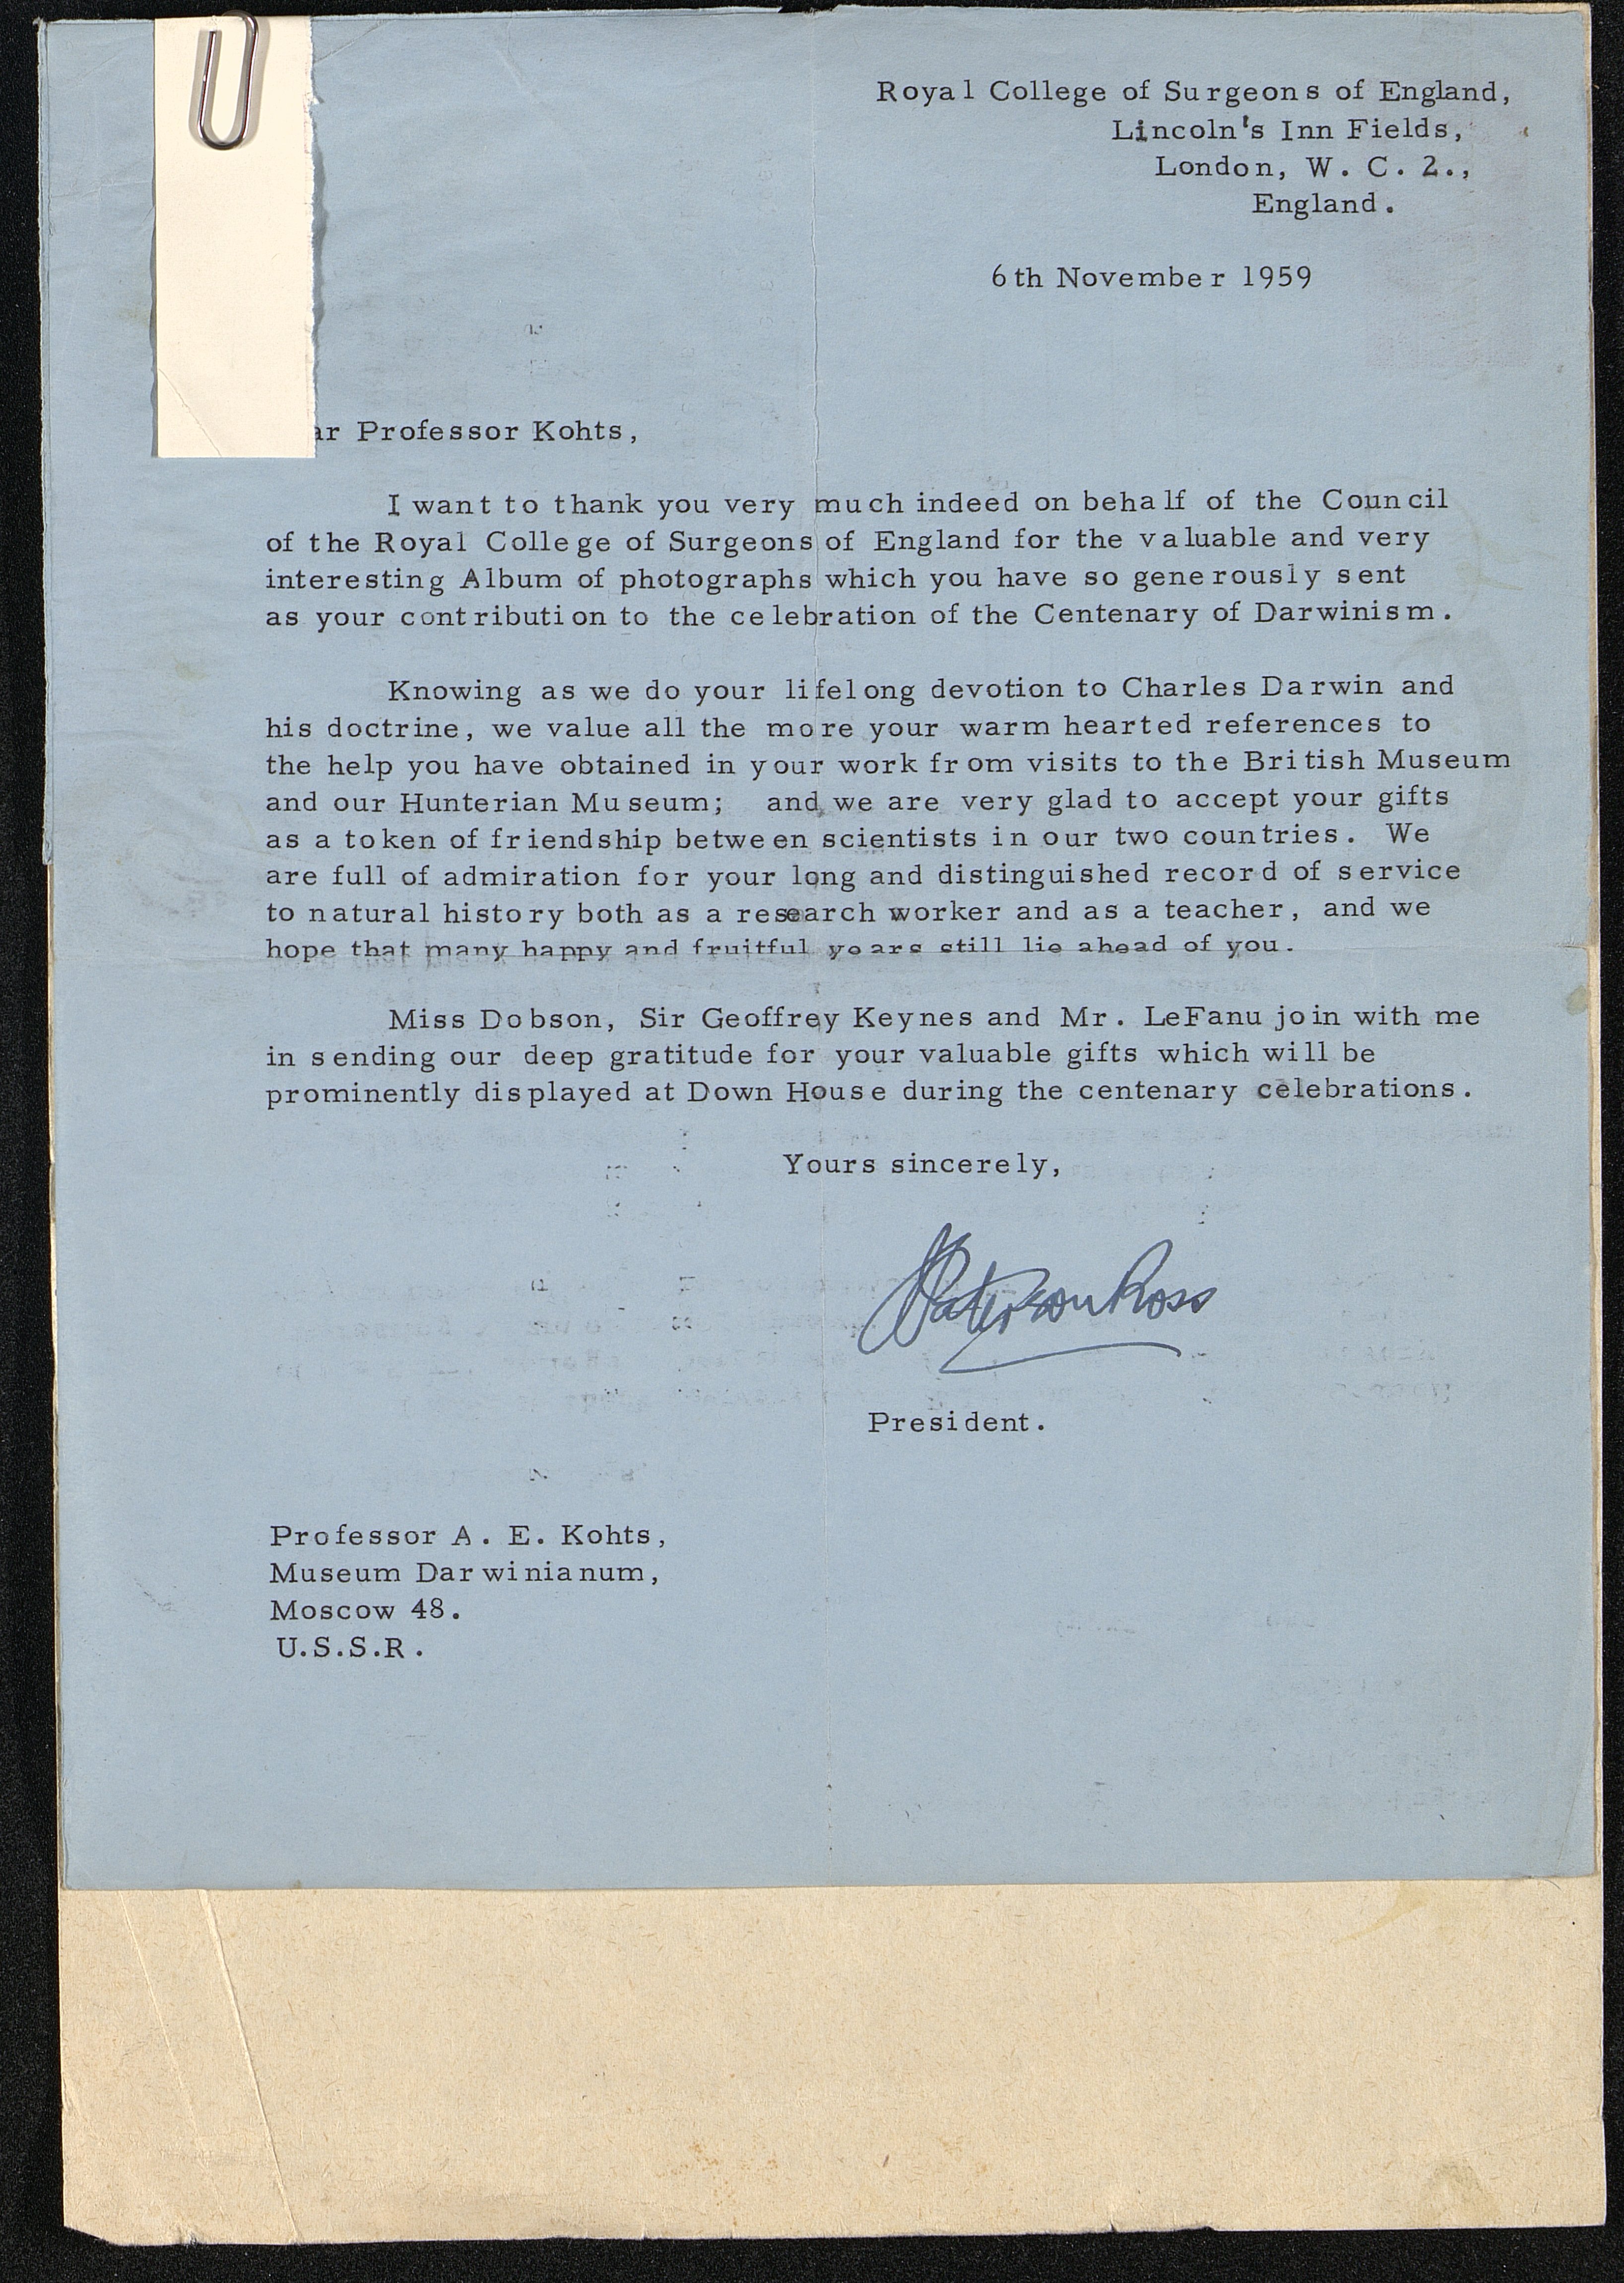 Royal College of Surgeons of England,
Lincoln's Inn Fields,
London, W. C. 2.,
England.
6th November 1959
ar Professor Kohts,
I want to thank you very much indeed on behalf of the Council
of the Royal College of Surgeons of England for the valuable and very
interesting Album of photographs which you have so generously sent
as your contribution to the celebration of the Centenary of Darwinism.
Knowing as we do your lifelong devotion to Charles Darwin and
his doctrine, we value all the more your warm hearted references to
the help you have obtained in your work from visits to the British Museum
and our Hunterian Museum; and we are very glad to accept your gifts
as a token of friendship between scientists in our two countries. We
are full of admiration for your long and distinguished record of service
to natural history both as a research worker and as a teacher, and we
hope that many happy and fruitful years still lie ahead of you.
Miss Dobson, Sir Geoffrey Keynes and Mr. LeFanu join with me
in sending our deep gratitude for your valuable gifts which will be
prominently displayed at Down House during the centenary celebrations.
Yours sincerely,
Paterson Ross
President.
Professor A. E. Kohts,
Museum Darwinianum,
Moscow 48.
U.S.S.R.